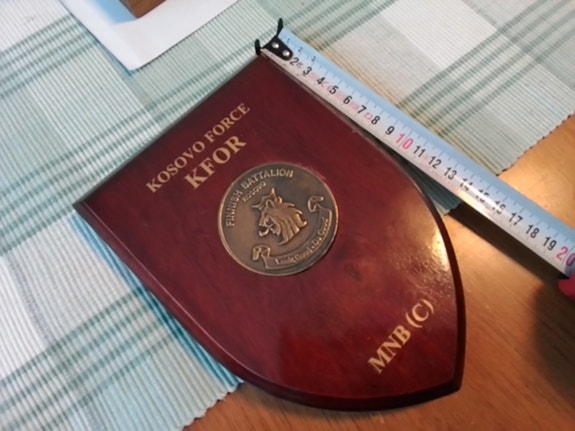 KOSOVO FORCE
KFOR
FINNISH BATTALION
KOSOVO
MNB (C)
2 3 4 5 6 7 8 9 10 11 12 13 14 15 16 17 18 19 20